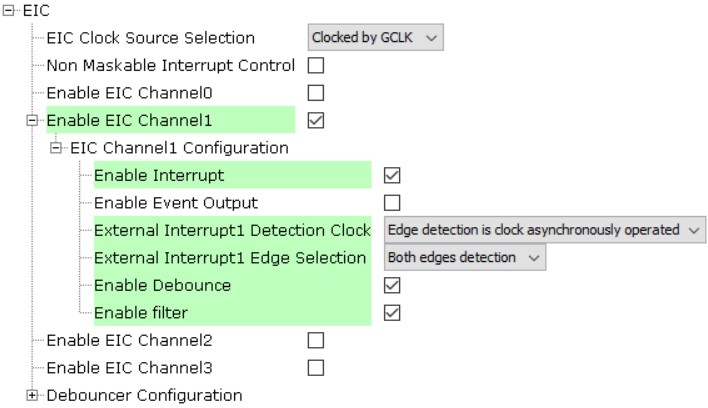 EIC
EIC Clock Source Selection Clocked by GCLK
Non Maskable Interrupt Control
Enable EIC Channel0
Enable EIC Channel1
EIC Channel1 Configuration
Enable Interrupt
Enable Event Output
External Interrupt1 Detection Clock Edge detection is clock asynchronously operated
External Interrupt1 Edge Selection Both edges detection
Enable Debounce
Enable filter
Enable EIC Channel2
Enable EIC Channel3
Debouncer Configuration